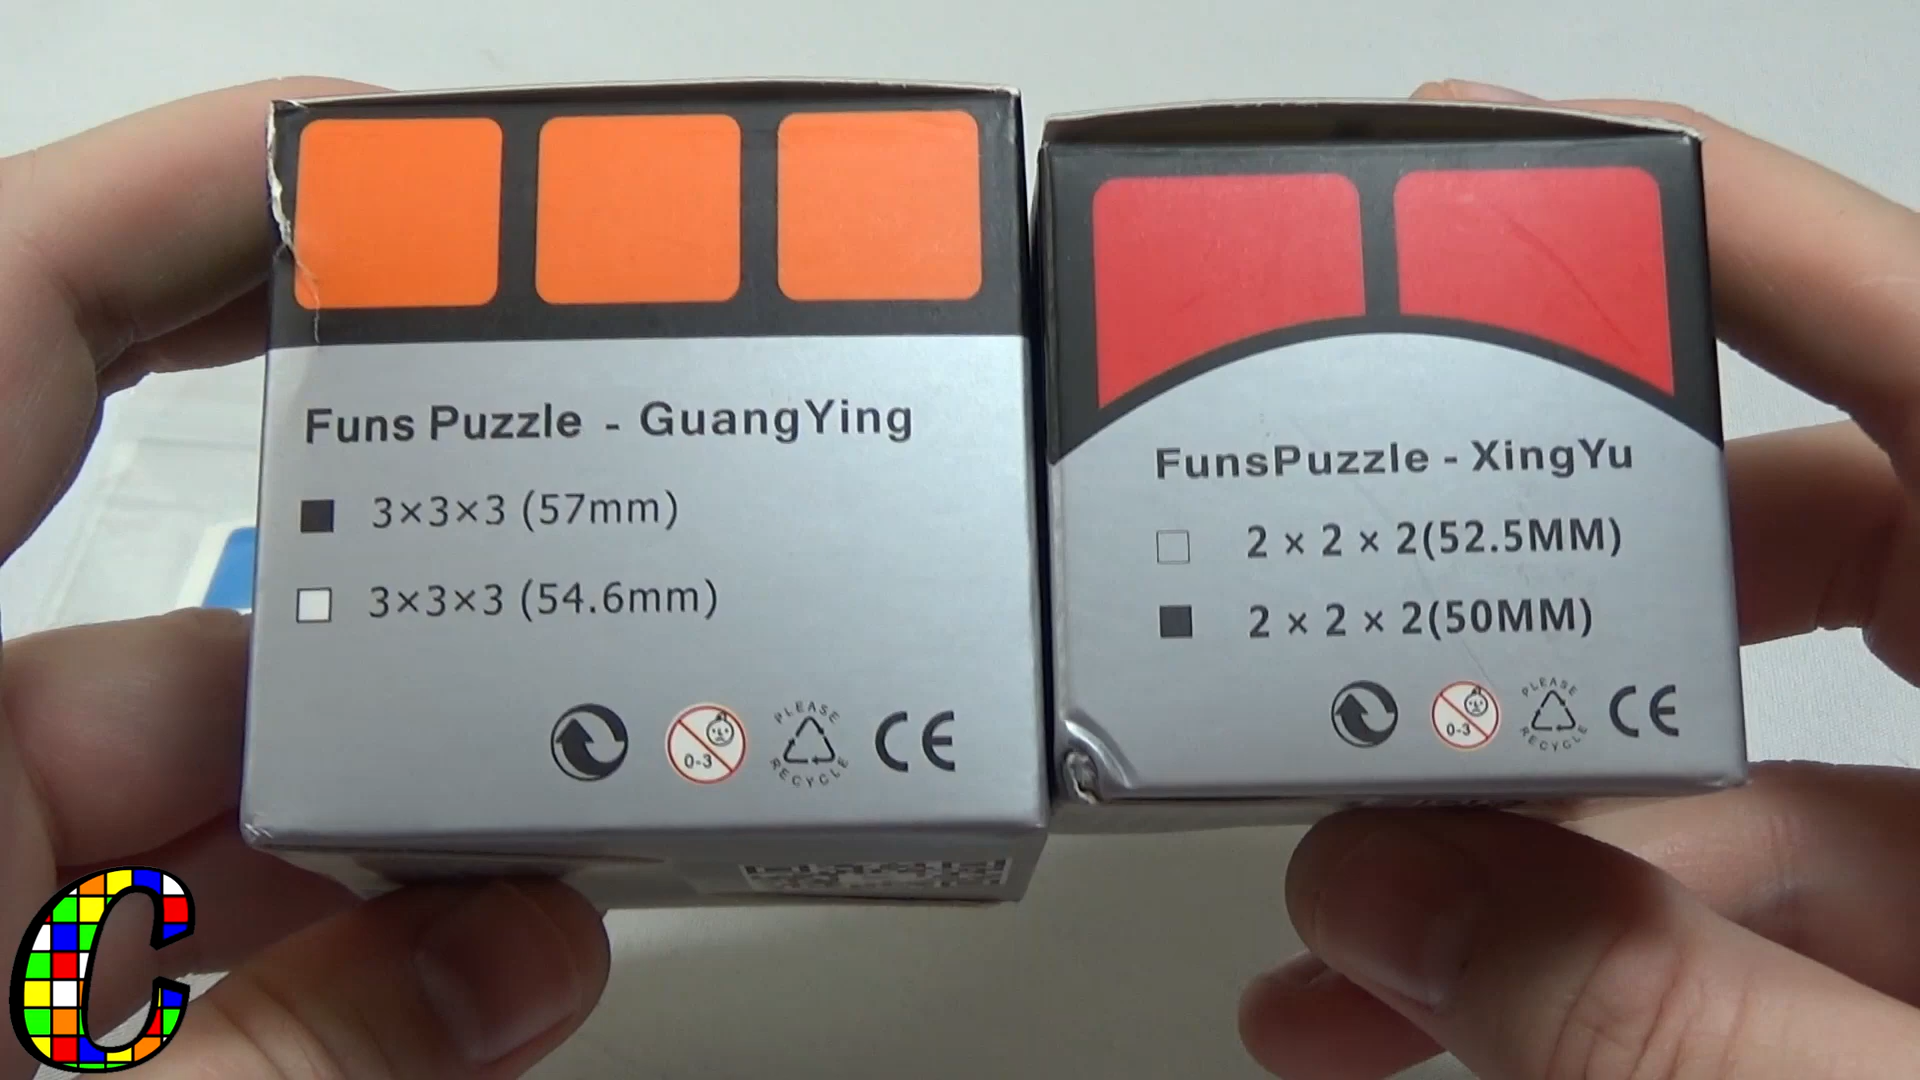 Funs Puzzle - GuangYing
3×3×3 (57mm)
3×3×3 (54.6mm)
0-3
PLEASE
RECYCLE
CE
FunsPuzzle - XingYu
2 × 2 × 2(52.5MM)
2 × 2 × 2(50MM)
0-3
PLEASE
RECYCLE
CE
C